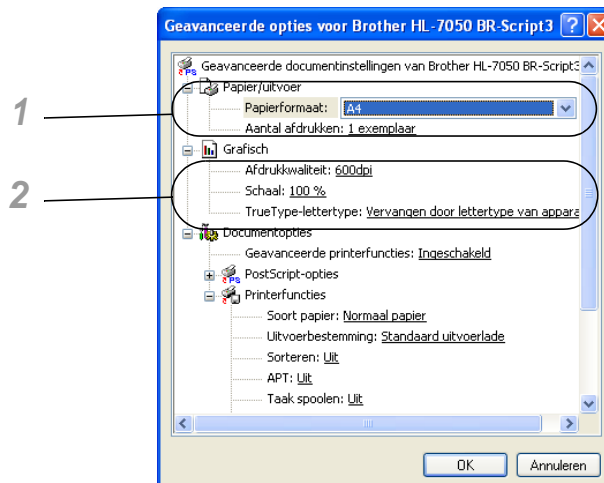 Geavanceerde opties voor Brother HL-7050 BR-Script3
Geavanceerde documentinstellingen van Brother HL-7050 BR-Script
Papier/uitvoer
1
Papierformaat: A4
Aantal afdrukken: 1 exemplaar
Grafisch
Afdrukkwaliteit: 600dpi
2
Schaal: 100 %
TrueType-lettertype: Vervangen door lettertype van appara
Documentopties
Geavanceerde printerfuncties: Ingeschakeld
PostScript-opties
Printerfuncties
Soort papier: Normaal papier
Uitvoerbestemming: Standaard uitvoerlade
Sorteren: Uit
APT: Uit
Taak spoolen: Uit
OK
Annuleren